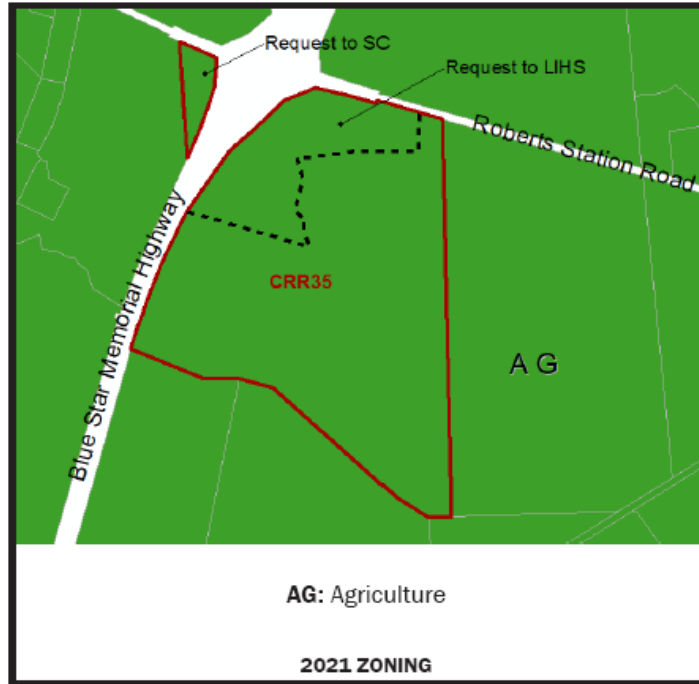 Request to SC
Request to LIHS
Roberts Station Road
Blue Star Memorial Highway
CRR35
A G
AG: Agriculture
2021 ZONING